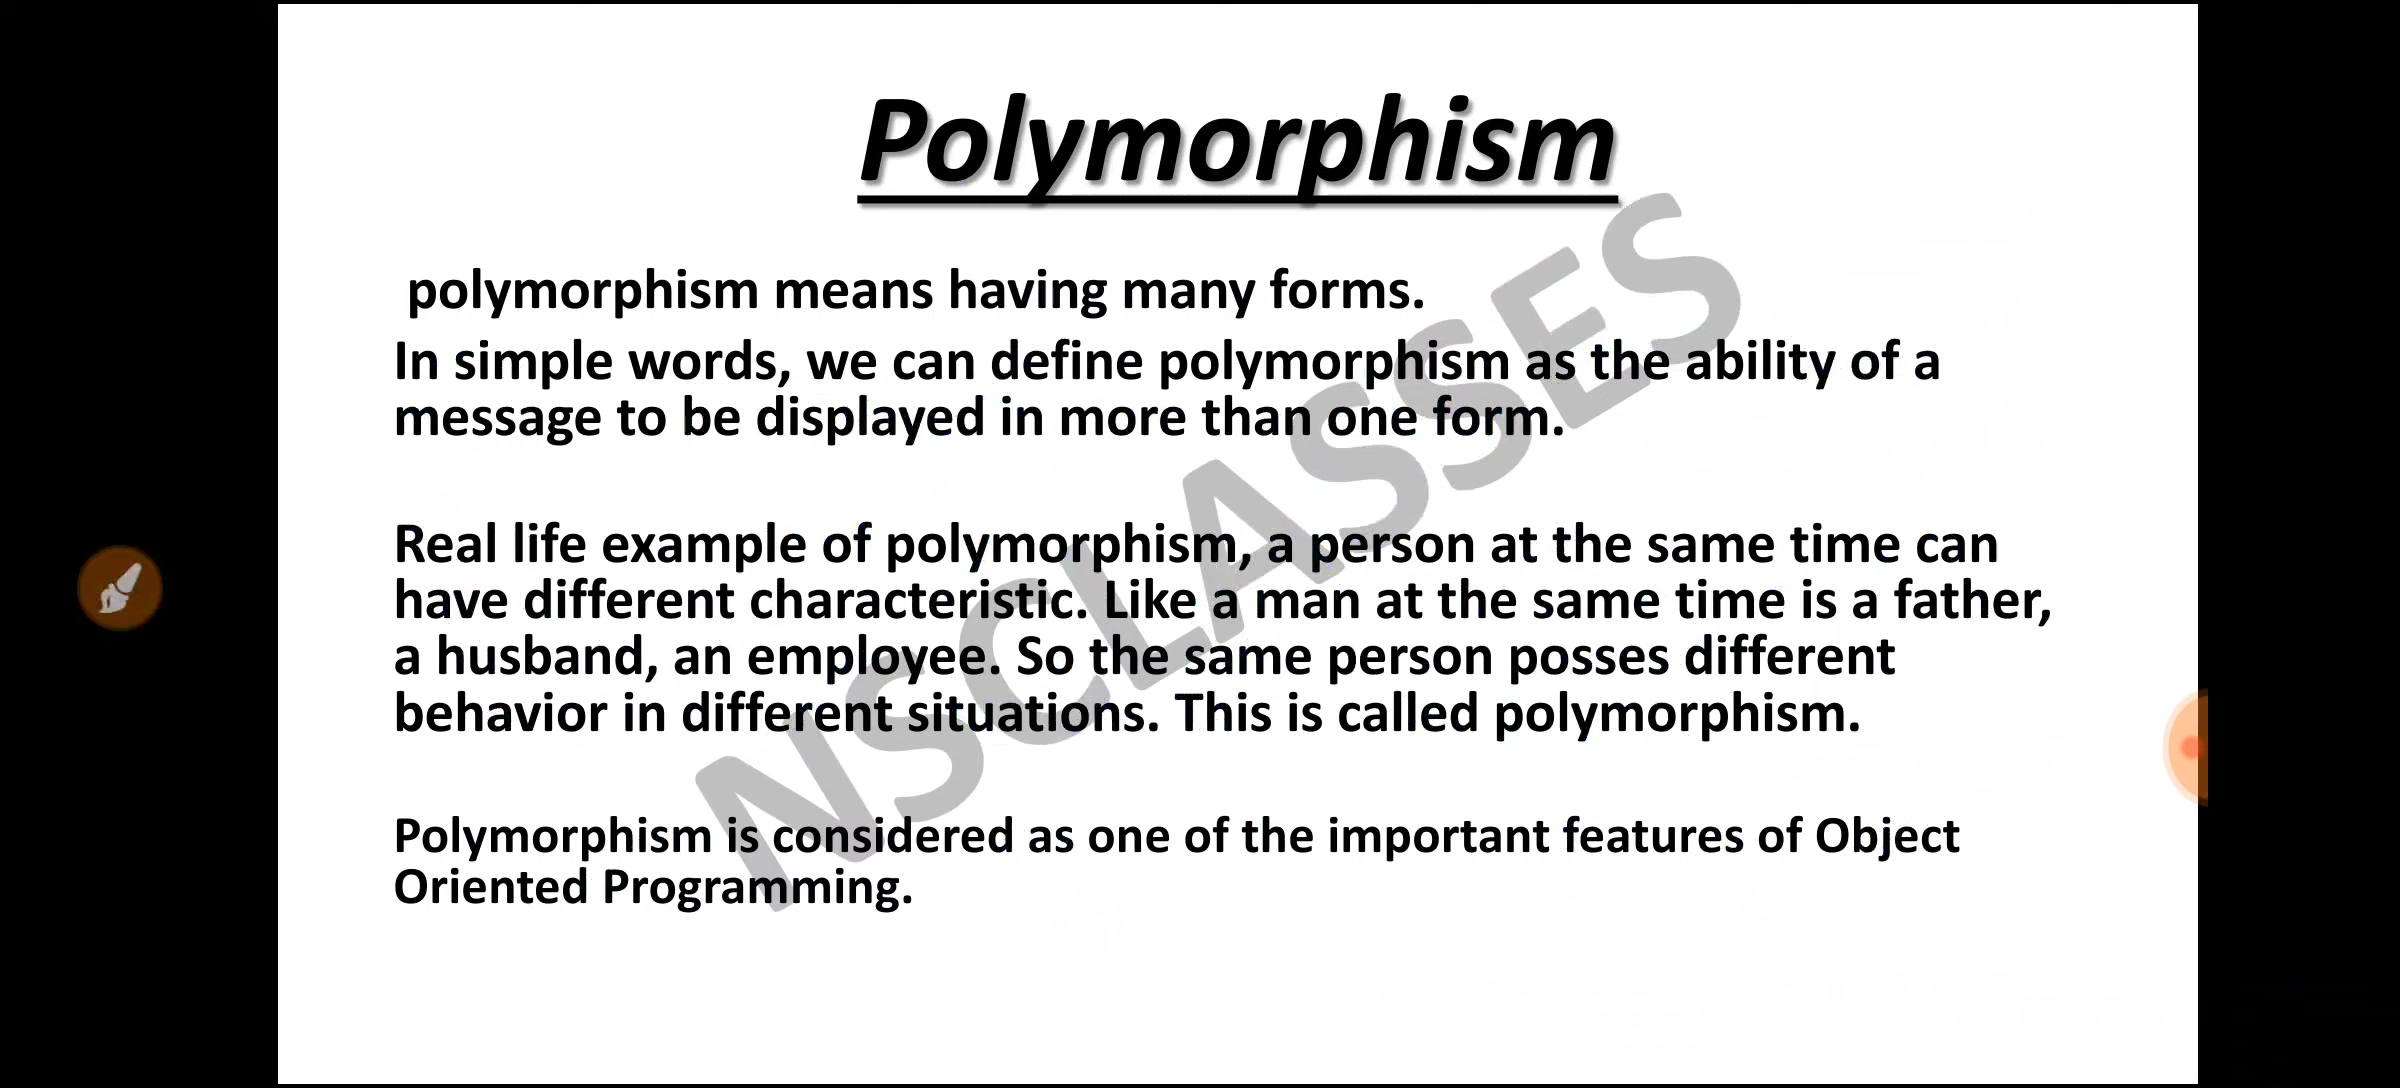 Polymorphism
polymorphism means having many forms.
In simple words, we can define polymorphism as the ability of a
message to be displayed in more than one form.
Real life example of polymorphism, a person at the same time can
have different characteristic. Like a man at the same time is a father,
a husband, an employee. So the same person posses different
behavior in different situations. This is called polymorphism.
Polymorphism is considered as one of the important features of Object
Oriented Programming.
NSCLASSES